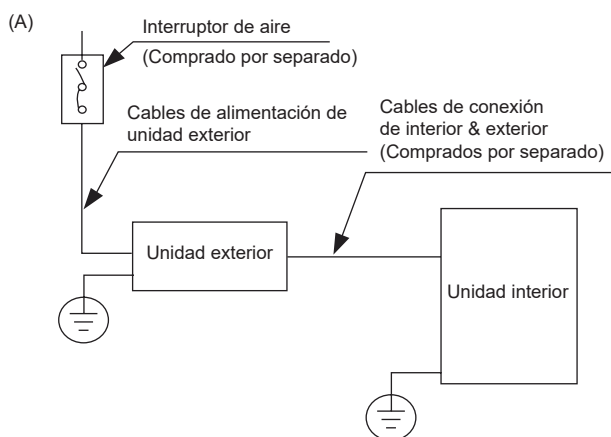 (A)
Interruptor de aire
(Comprado por separado)
Cables de alimentación de
unidad exterior
Cables de conexión
de interior & exterior
(Comprados por separado)
Unidad exterior
Unidad interior